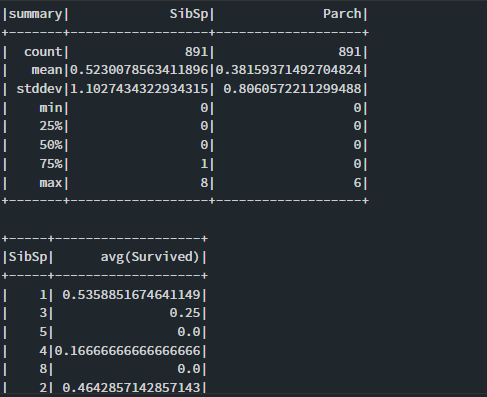 |summary|             SibSp|              Parch|
+-------+------------------+-------------------+
|  count|               891|                891|
|   mean|0.5230078563411896|0.38159371492704824|
| stddev|1.1027434322934315| 0.8060572211299488|
|    min|                 0|                  0|
|    25%|                 0|                  0|
|    50%|                 0|                  0|
|    75%|                 1|                  0|
|    max|                 8|                  6|
+-------+------------------+-------------------+
+-----+-------------------+
|SibSp|      avg(Survived)|
+-----+-------------------+
|    1| 0.5358851674641149|
|    3|               0.25|
|    5|                0.0|
|    4|0.16666666666666666|
|    8|                0.0|
|    2| 0.4642857142857143|